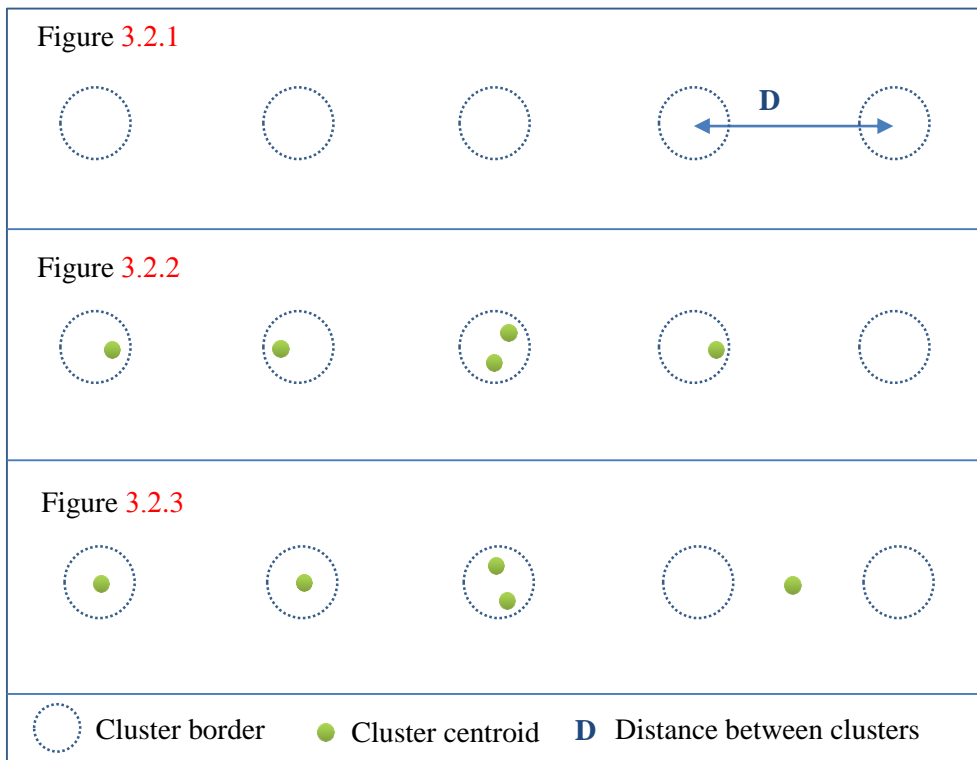 Figure 3.2.1
D
Figure 3.2.2
Figure 3.2.3
Cluster border Cluster centroid D Distance between clusters